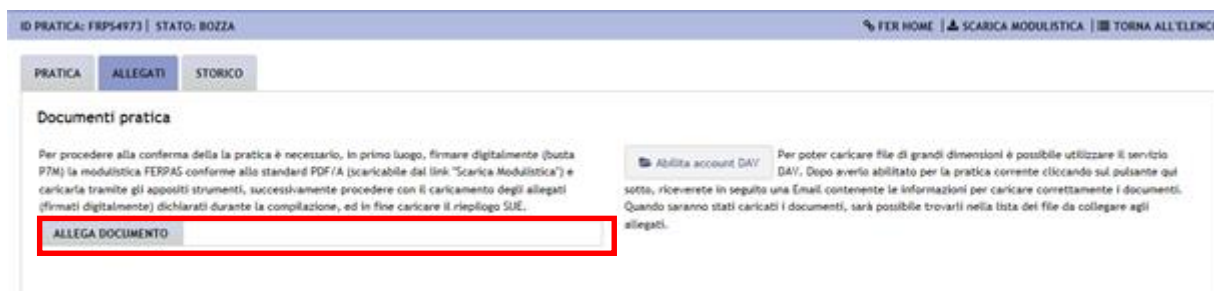 ID PRATICA: FRPS4973 | STATO: BOZZA
FER HOME | SCARICA MODULISTICA | TORNA ALL'ELENC
PRATICA ALLEGATI STORICO
Documenti pratica
Per procedere alla conferma della la pratica è necessario, in primo luogo, firmare digitalmente (busta
P7M) la modulistica FERPAS conforme allo standard PDF/A (scaricabile dal link "Scarica Modulistica") e
caricarla tramite gli appositi strumenti, successivamente procedere con il caricamento degli allegati
(firmati digitalmente) dichiarati durante la compilazione, ed in fine caricare il riepilogo SUE.
ALLEGA DOCUMENTO
Abilita account DAV
Per poter caricare file di grandi dimensioni è possibile utilizzare il servizio
DAV, Dopo averlo abilitato per la pratica corrente cliccando sul pulsante qui
sotto, riceverete in seguito una Email contenente le informazioni per caricare correttamente i documenti.
Quando saranno stati caricati i documenti, sarà possibile trovarli nella lista dei file da collegare agli
allegati.